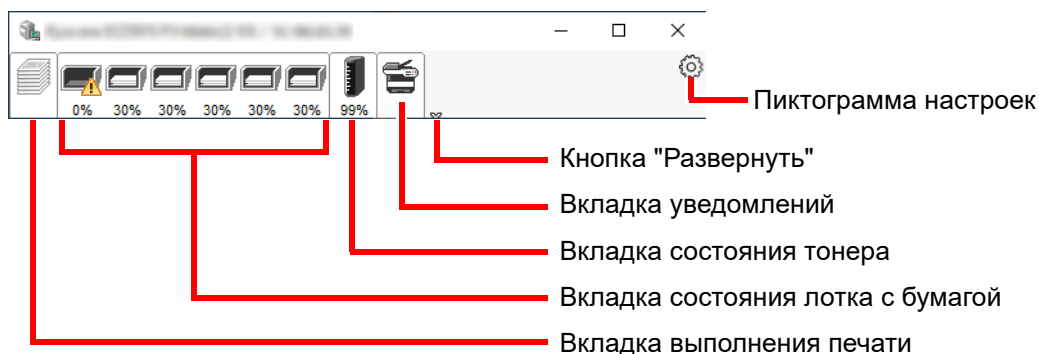 0% 30% 30% 30% 30% 30% 99%
Пиктограмма настроек
Кнопка "Развернуть"
Вкладка уведомлений
Вкладка состояния тонера
Вкладка состояния лотка с бумагой
Вкладка выполнения печати